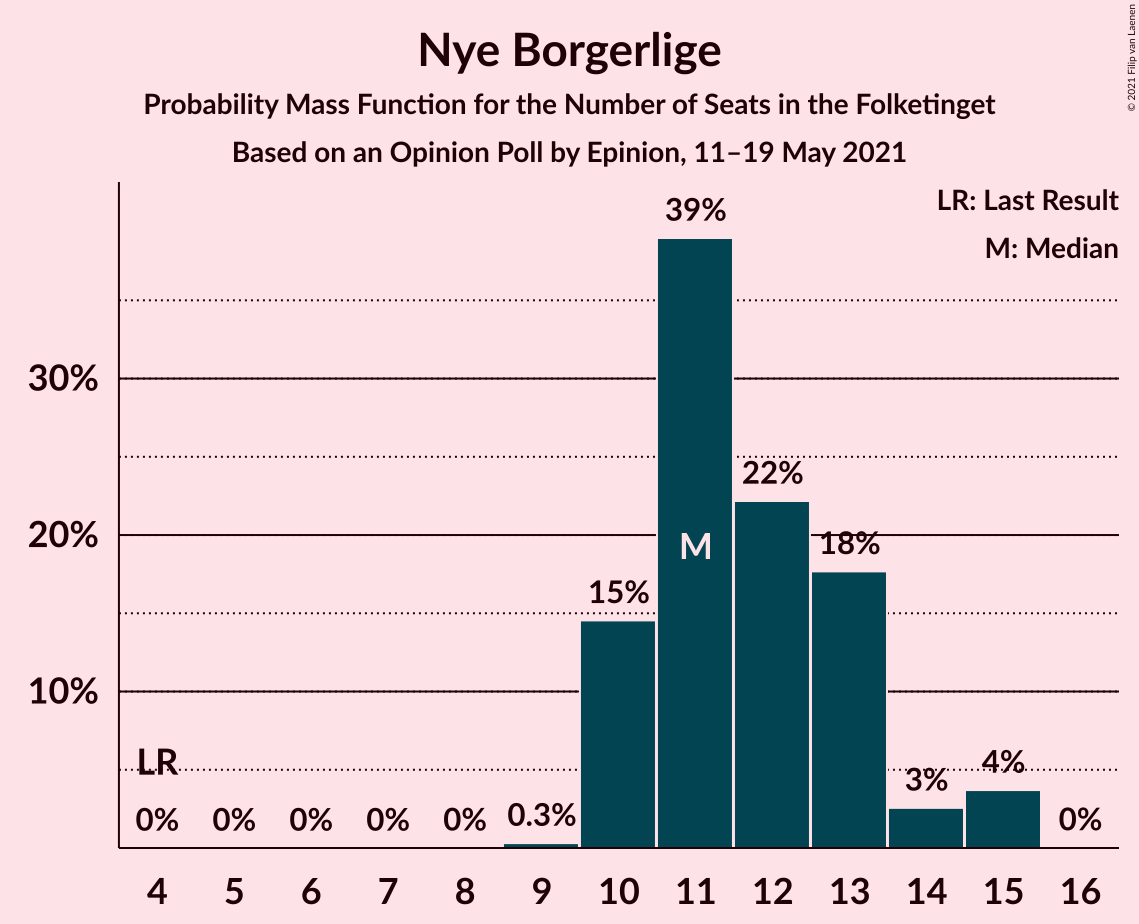 Nye Borgerlige
Probability Mass Function for the Number of Seats in the Folketinget
Based on an Opinion Poll by Epinion, 11–19 May 2021
© 2021 Filip van Laenen
LR: Last Result
M: Median
39%
30%
22%
20%
18%
M
15%
10%
LR
4%
3%
0% 0% 0% 0% 0% 0.3% 0%
4 5 6 7 8 9 10 11 12 13 14 15 16